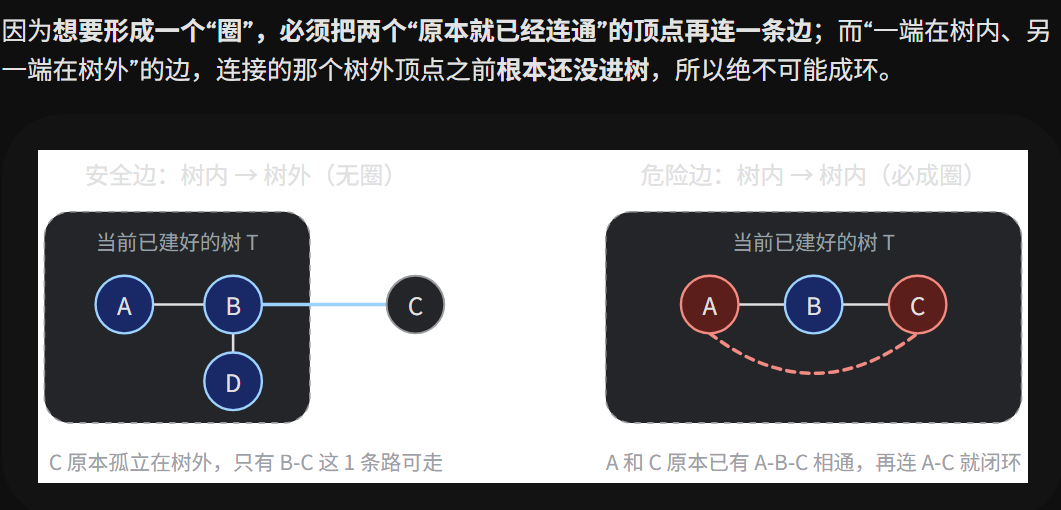 因为想要形成一个“圈”，必须把两个“原本就已经连通”的顶点再连一条边；而“一端在树内、另
一端在树外”的边，连接的那个树外顶点之前根本还没进树，所以绝不可能成环。
安全边：树内 → 树外（无圈）
当前已建好的树 T
A
B
C
D
C 原本孤立在树外，只有 B-C 这 1 条路可走
危险边：树内 → 树内（必成圈）
当前已建好的树 T
A
B
C
A 和 C 原本已有 A-B-C 相通，再连 A-C 就闭环